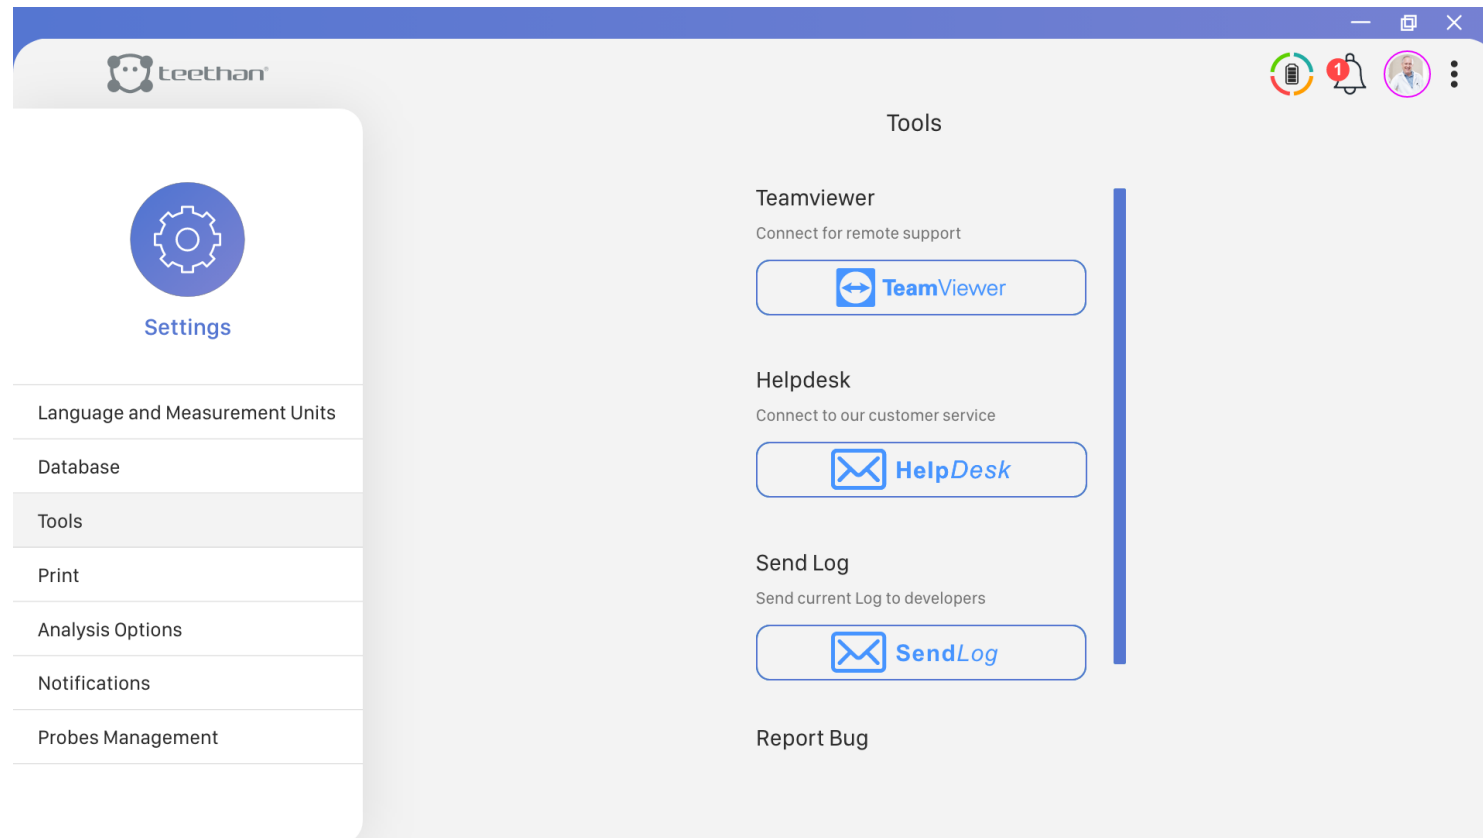 teethan®
1
Tools
Settings
Language and Measurement Units
Database
Tools
Print
Analysis Options
Notifications
Probes Management
Teamviewer
Connect for remote support
TeamViewer
Helpdesk
Connect to our customer service
HelpDesk
Send Log
Send current Log to developers
SendLog
Report Bug